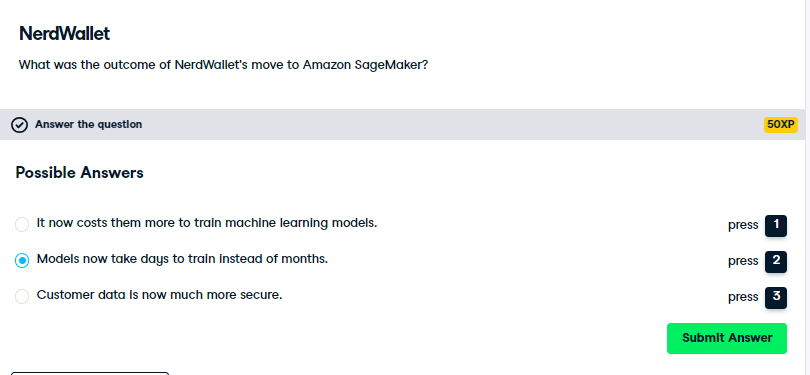 NerdWallet
What was the outcome of NerdWallet's move to Amazon SageMaker?
Answer the question 50XP
Possible Answers
It now costs them more to train machine learning models. press 1
Models now take days to train instead of months. press 2
Customer data is now much more secure. press 3
Submit Answer